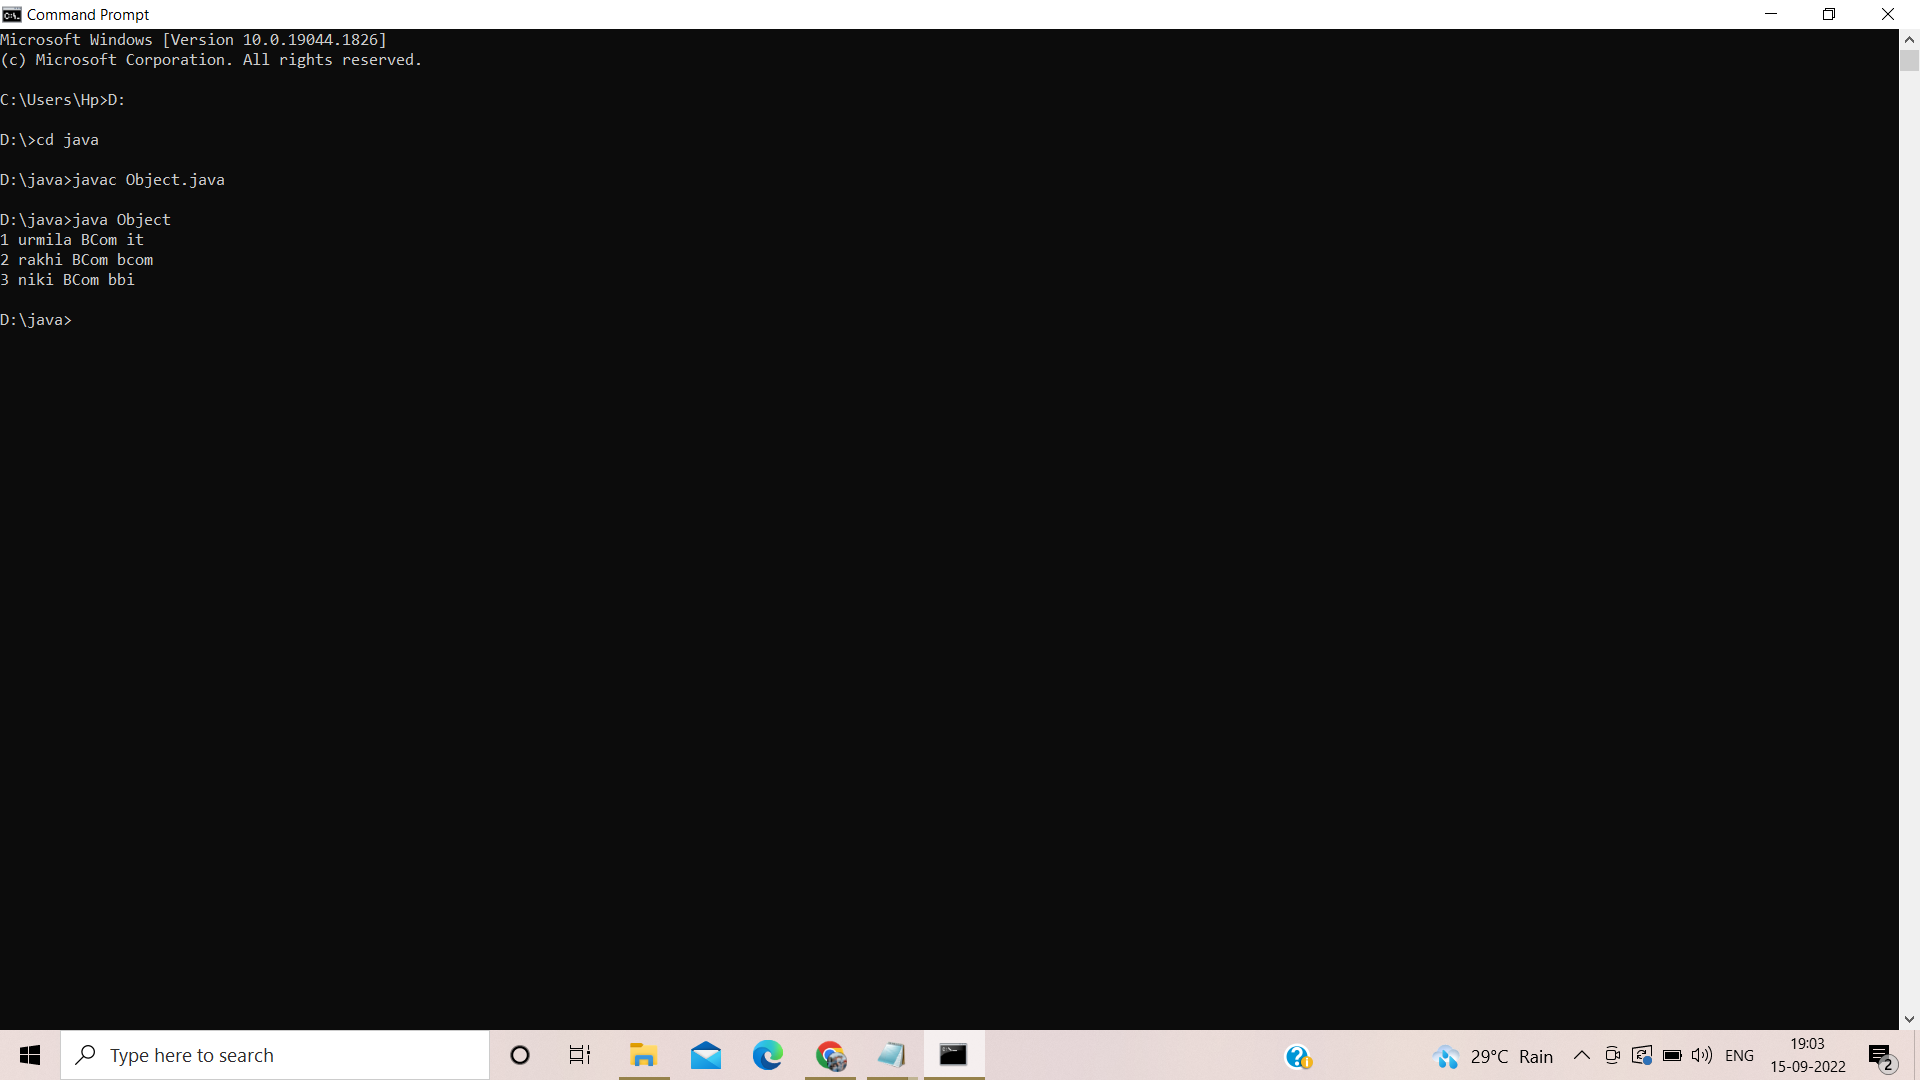 Command Prompt
Microsoft Windows [Version 10.0.19044.1826]
(c) Microsoft Corporation. All rights reserved.
C:\Users\Hp>D:
D:\>cd java
D:\java>javac Object.java
D:\java>java Object
1 urmila BCom it
2 rakhi BCom bcom
3 niki BCom bbi
D:\java>
Type here to search
29°C Rain
ENG
19:03
15-09-2022
2